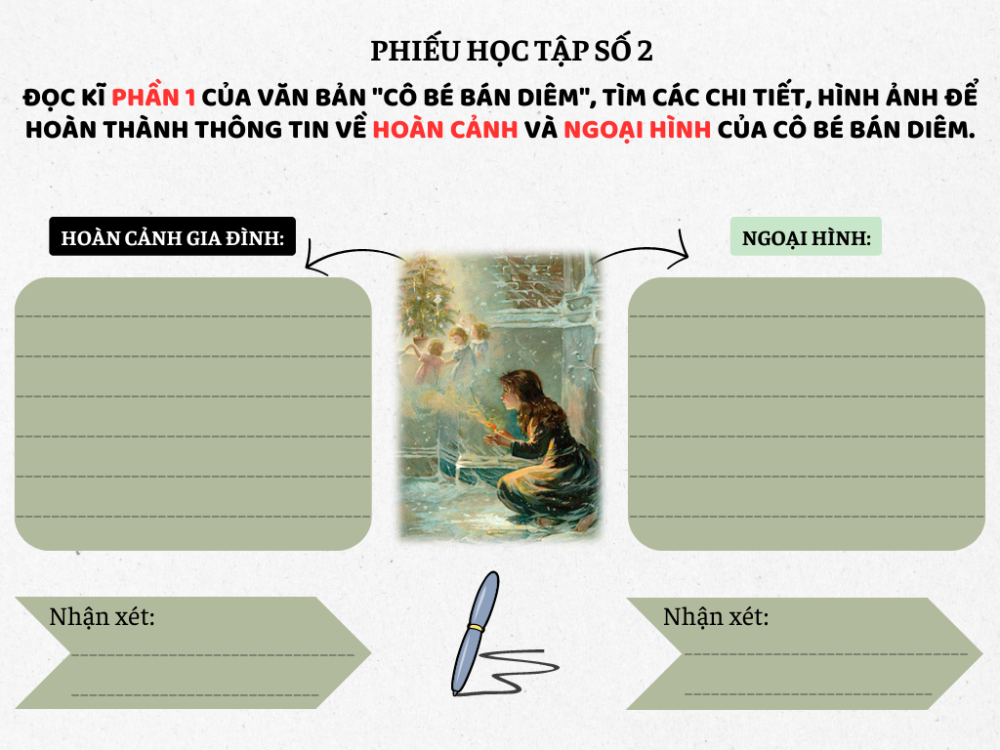 PHIẾU HỌC TẬP SỐ 2
ĐỌC KĨ PHẦN 1 CỦA VĂN BẢN "CÔ BÉ BÁN DIÊM", TÌM CÁC CHI TIẾT, HÌNH ẢNH ĐỂ
HOÀN THÀNH THÔNG TIN VỀ HOÀN CẢNH VÀ NGOẠI HÌNH CỦA CÔ BÉ BÁN DIÊM.
HOÀN CẢNH GIA ĐÌNH:
NGOẠI HÌNH:
Nhận xét:
Nhận xét: